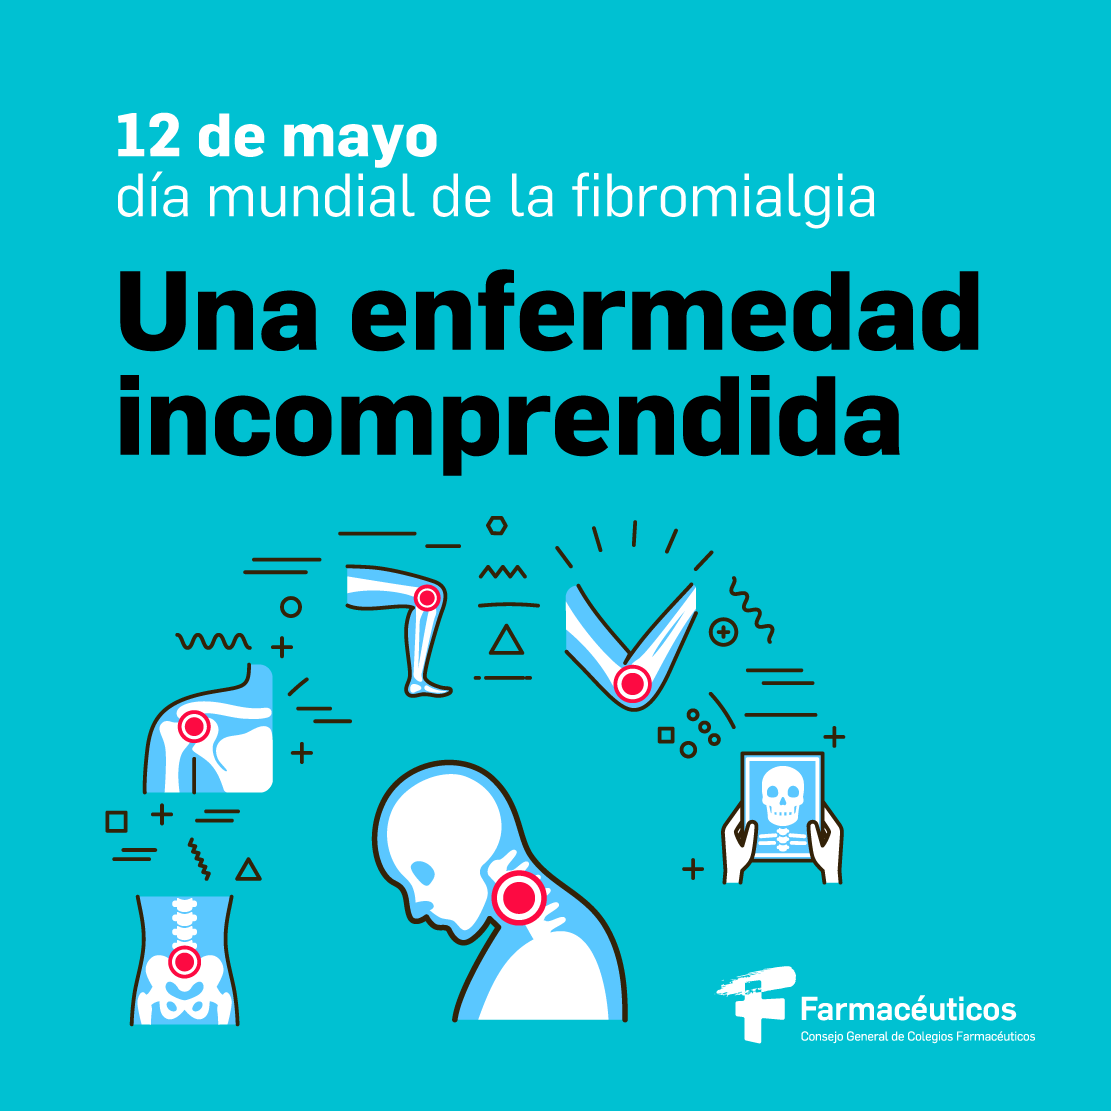 12 de mayo
día mundial de la fibromialgia
Una enfermedad
incomprendida
Farmacéuticos
Consejo General de Colegios Farmacéuticos